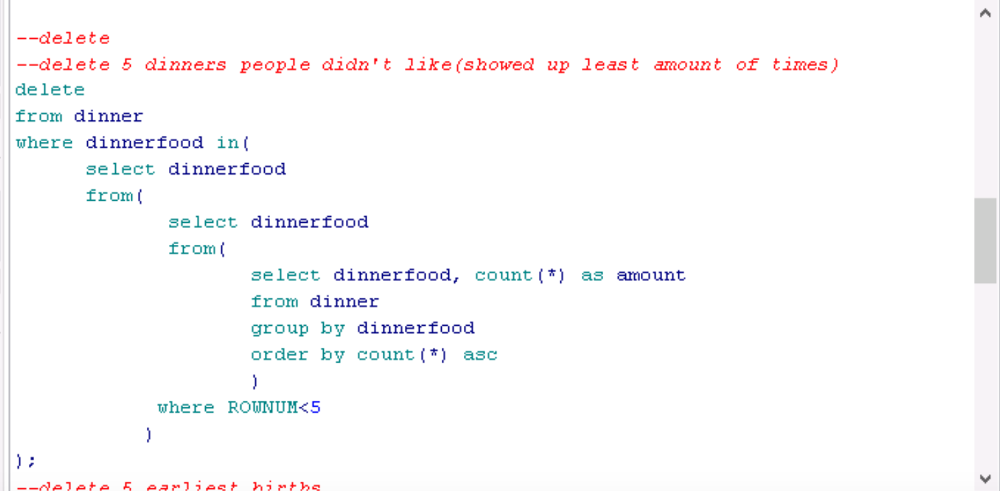 --delete
--delete 5 dinners people didn't like(showed up least amount of times)
delete
from dinner
where dinnerfood in(
select dinnerfood
from(
select dinnerfood
from(
select dinnerfood, count(*) as amount
from dinner
group by dinnerfood
order by count(*) asc
)
where ROWNUM<5
)
);
--delete 5 earliest births